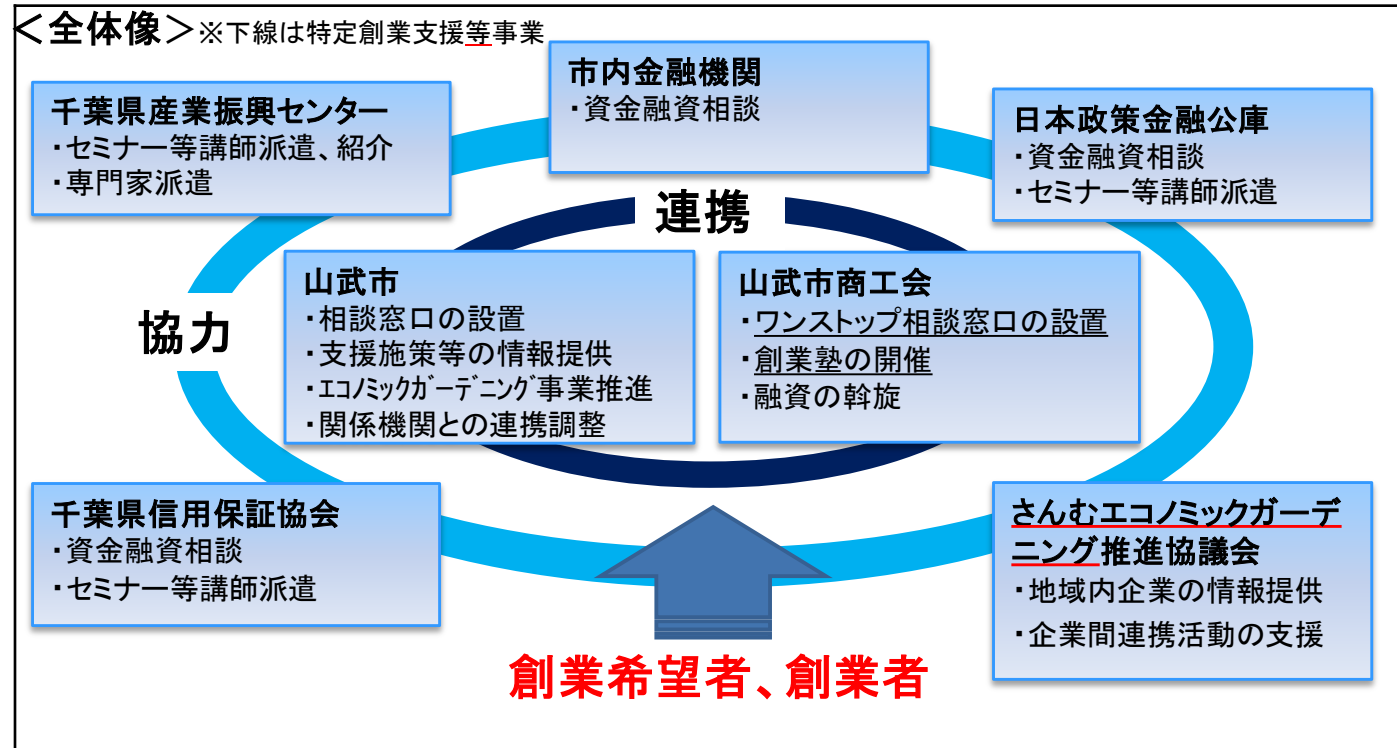 ＜全体像＞※下線は特定創業支援等事業
市内金融機関
・資金融資相談
千葉県産業振興センター
・セミナー等講師派遣、紹介
・専門家派遣
日本政策金融公庫
・資金融資相談
・セミナー等講師派遣
連携
山武市
・相談窓口の設置
・支援施策等の情報提供
・ｴｺﾉﾐｯｸｶﾞｰﾃﾞﾆﾝｸﾞ事業推進
・関係機関との連携調整
山武市商工会
・ワンストップ相談窓口の設置
・創業塾の開催
・融資の斡旋
協力
千葉県信用保証協会
・資金融資相談
・セミナー等講師派遣
さんむエコノミックガーデ
ニング推進協議会
・地域内企業の情報提供
・企業間連携活動の支援
創業希望者、創業者